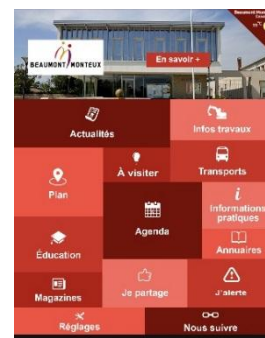 BEAUMONT MONTEUX
En savoir +
Actualités
Infos travaux
À visiter
Transports
Plan
Informations
pratiques
Agenda
Éducation
Annuaires
Magazines
Je partage
J'alerte
Réglages
Nous suivre